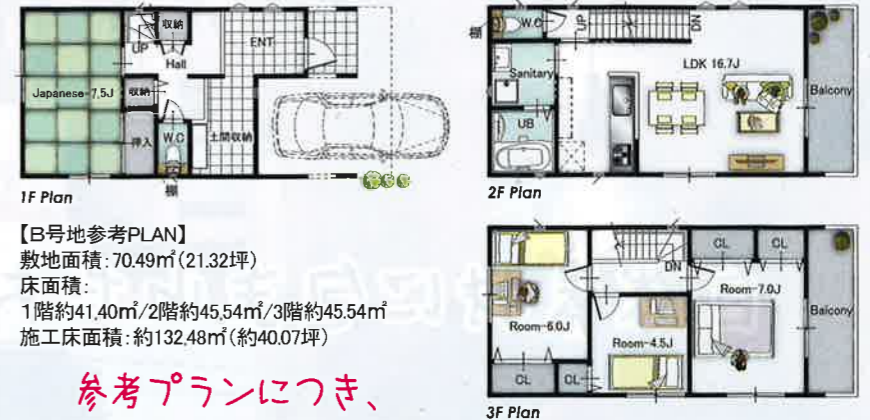 収納
UP
Hall
ENT
Japanese-7.5J
収納
押入
W.C
土間収納
棚
1F Plan
棚
W.C
UP
DN
Sanitary
LDK 16.7J
Balcony
UB
2F Plan
【B号地参考PLAN】
敷地面積:70.49㎡(21.32坪)
床面積:
1階約41.40㎡/2階約45.54㎡/3階約45.54㎡
施工床面積:約132.48㎡(約40.07坪)
参考プランにつき、
CL
CL
DN
Room-7.0J
Room-6.0J
Room-4.5J
Balcony
CL
CL
3F Plan